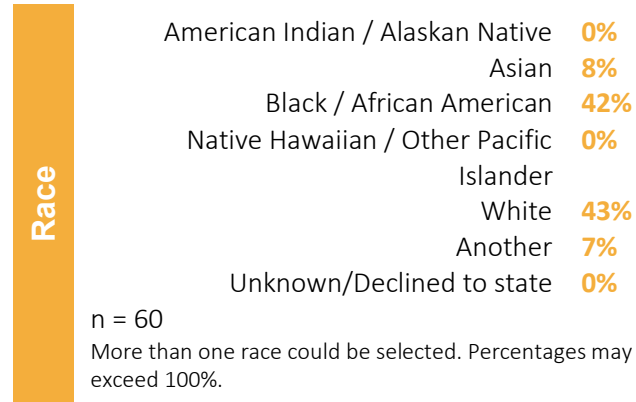 Race
American Indian / Alaskan Native 0%
Asian 8%
Black / African American 42%
Native Hawaiian / Other Pacific 0%
Islander
White 43%
Another 7%
Unknown/Declined to state 0%
n = 60
More than one race could be selected. Percentages may
exceed 100%.